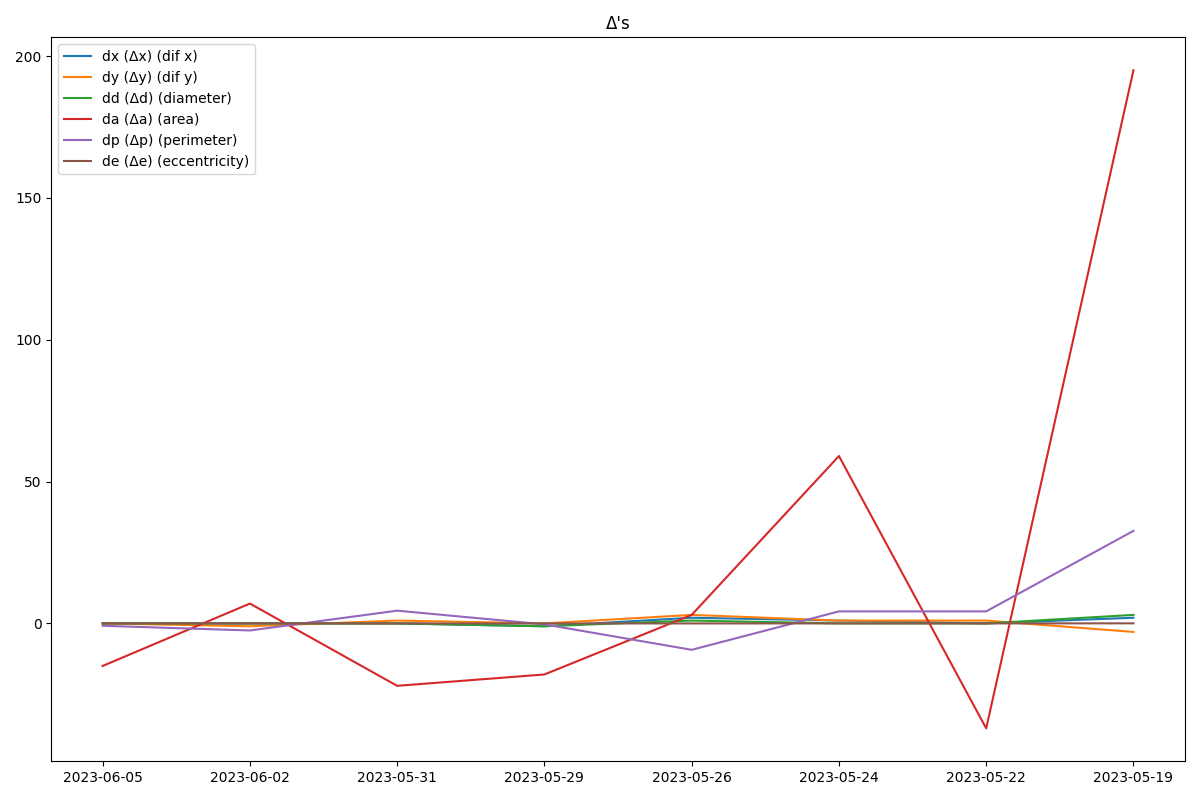 Δ's
dx (Δx) (dif x)
dy (Δy) (dif y)
dd (Δd) (diameter)
da (Δa) (area)
dp (Δp) (perimeter)
de (Δe) (eccentricity)
200
150
100
50
0
2023-06-05 2023-06-02 2023-05-31 2023-05-29 2023-05-26 2023-05-24 2023-05-22 2023-05-19